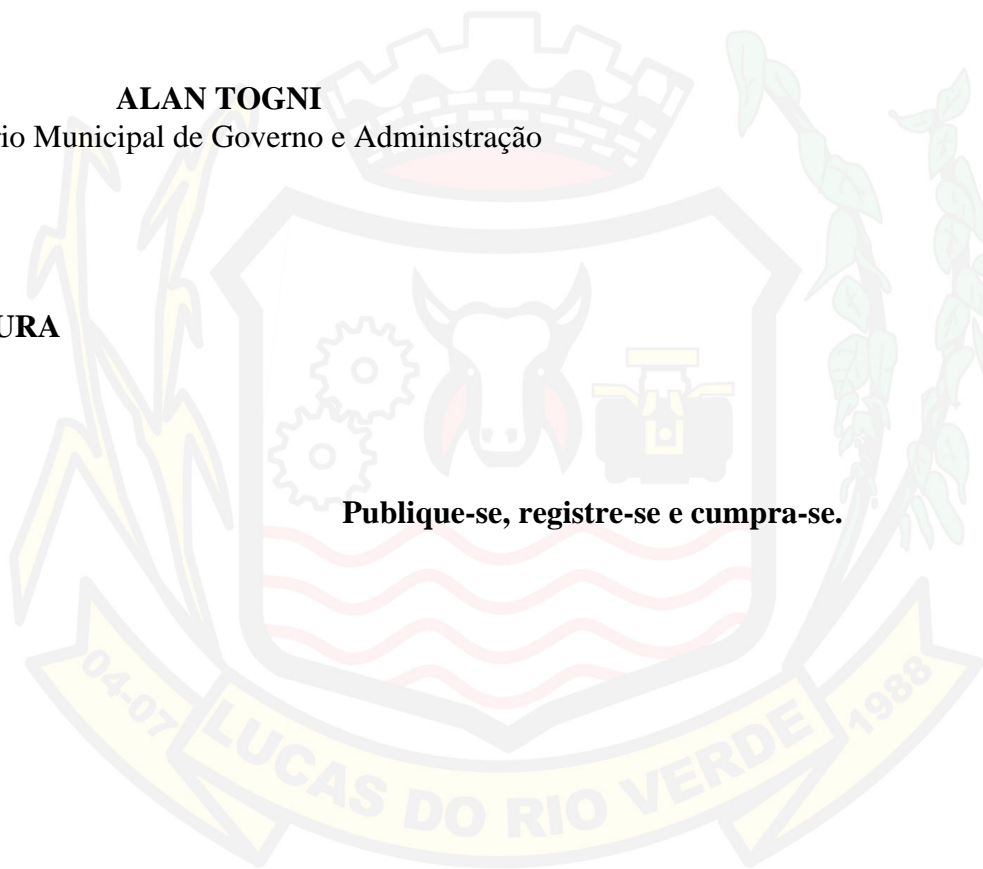 ALAN TOGNI
rio Municipal de Governo e Administração
URA
Publique-se, registre-se e cumpra-se.
04-07 LUCAS DO RIO VERDE 1988